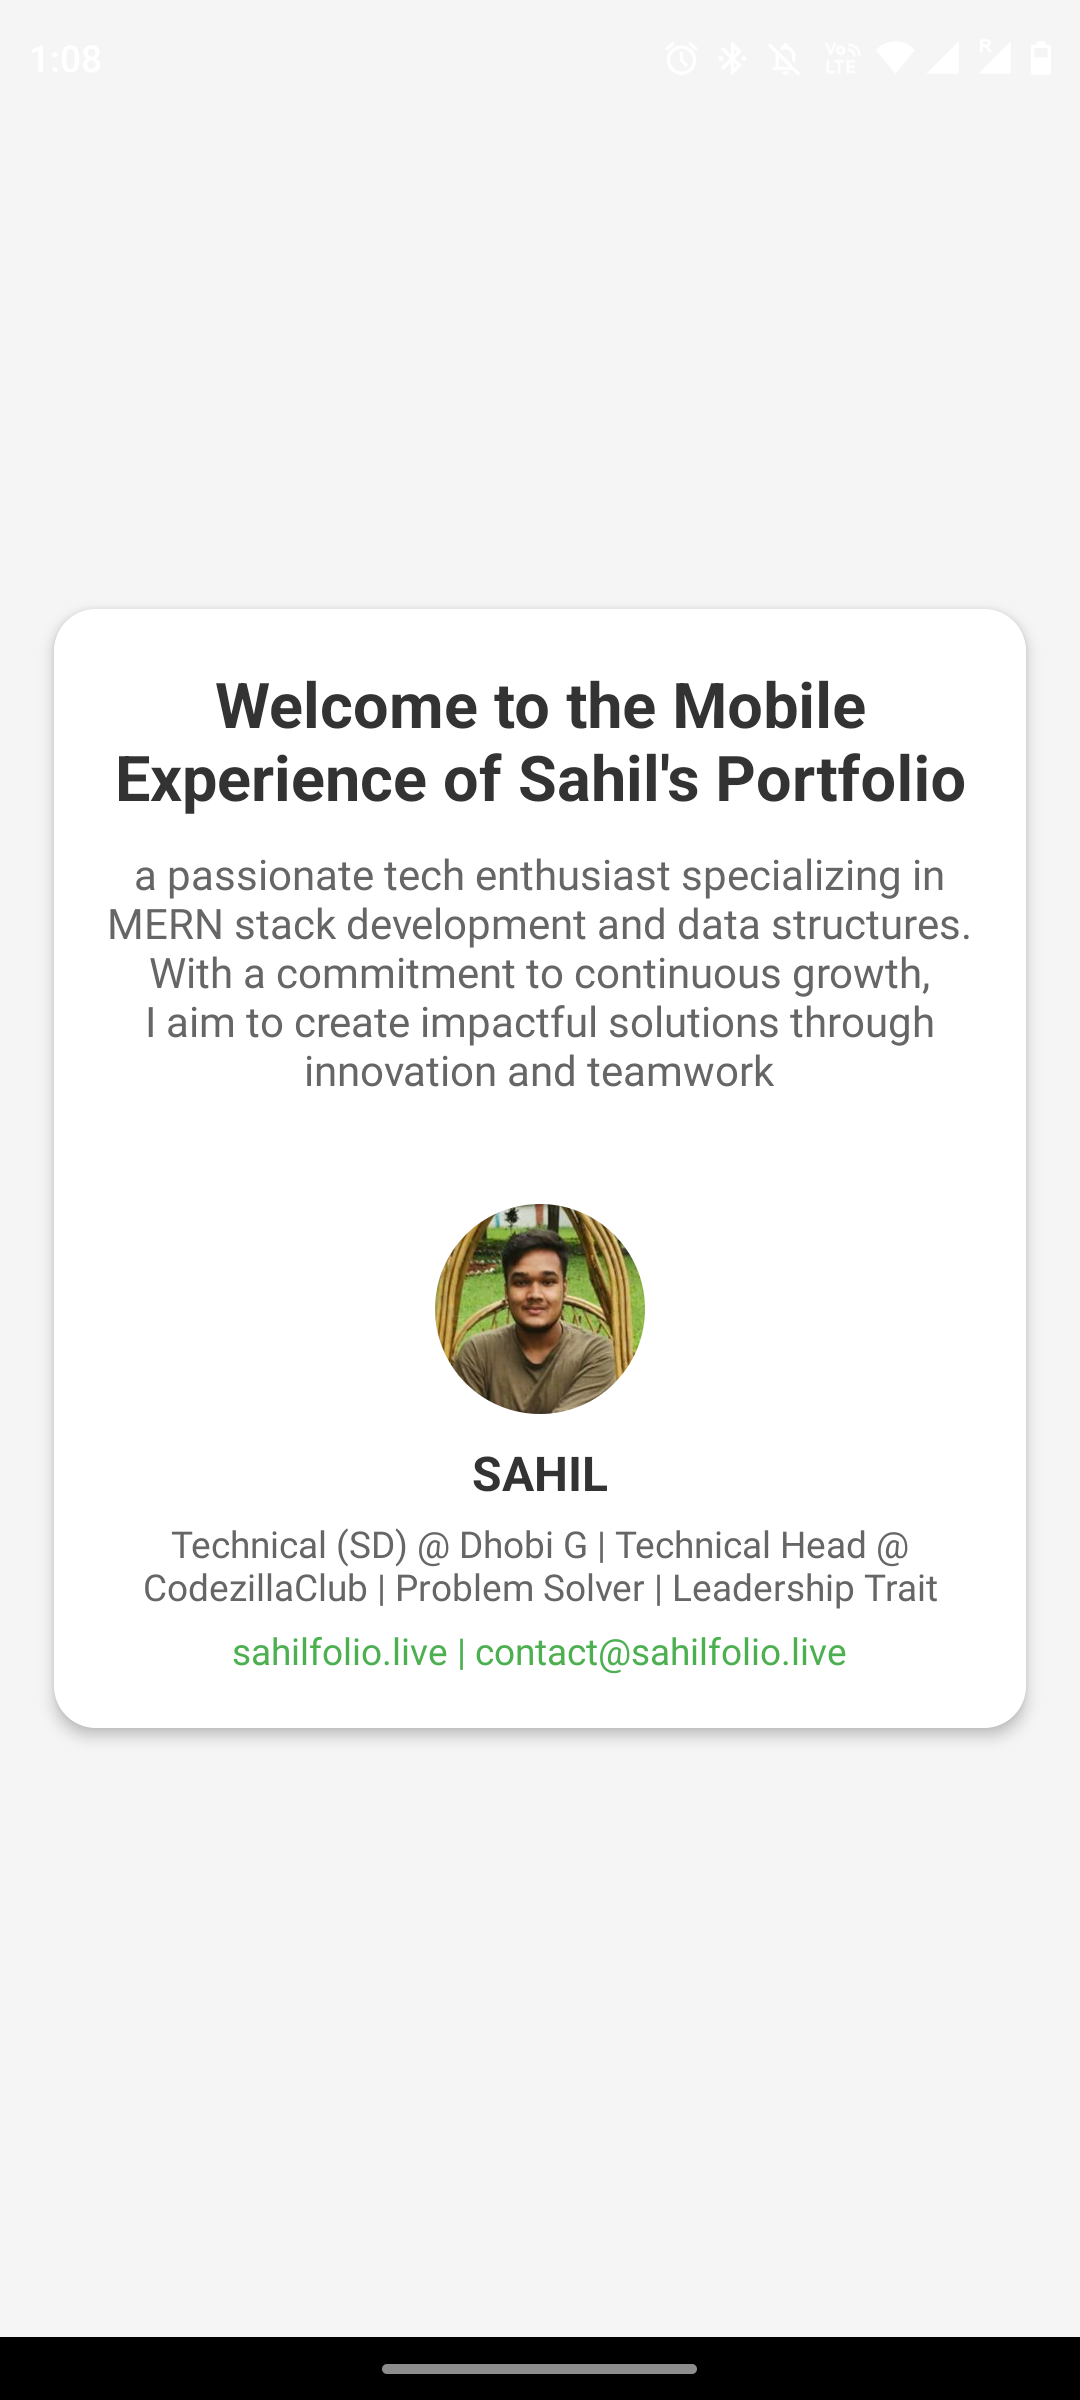 1:08
Vo
LTE
R
Welcome to the Mobile
Experience of Sahil's Portfolio
a passionate tech enthusiast specializing in
MERN stack development and data structures.
With a commitment to continuous growth,
I aim to create impactful solutions through
innovation and teamwork
SAHIL
Technical (SD) @ Dhobi G | Technical Head @
CodezillaClub | Problem Solver | Leadership Trait
sahilfolio.live | contact@sahilfolio.live